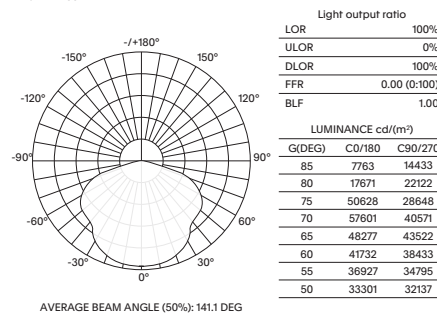 -/+180°
-150° 150°
-120° 120°
-90° 90°
-60° 60°
-30° 30°
0°
AVERAGE BEAM ANGLE (50%): 141.1 DEG
Light output ratio
LOR 100%
ULOR 0%
DLOR 100%
FFR 0.00 (0:100)
BLF 1.00
LUMINANCE cd/(m²)
G(DEG) C0/180 C90/270
85 7763 14433
80 17671 22122
75 50628 28648
70 57601 40571
65 48277 43522
60 41732 38433
55 36927 34795
50 33301 32137